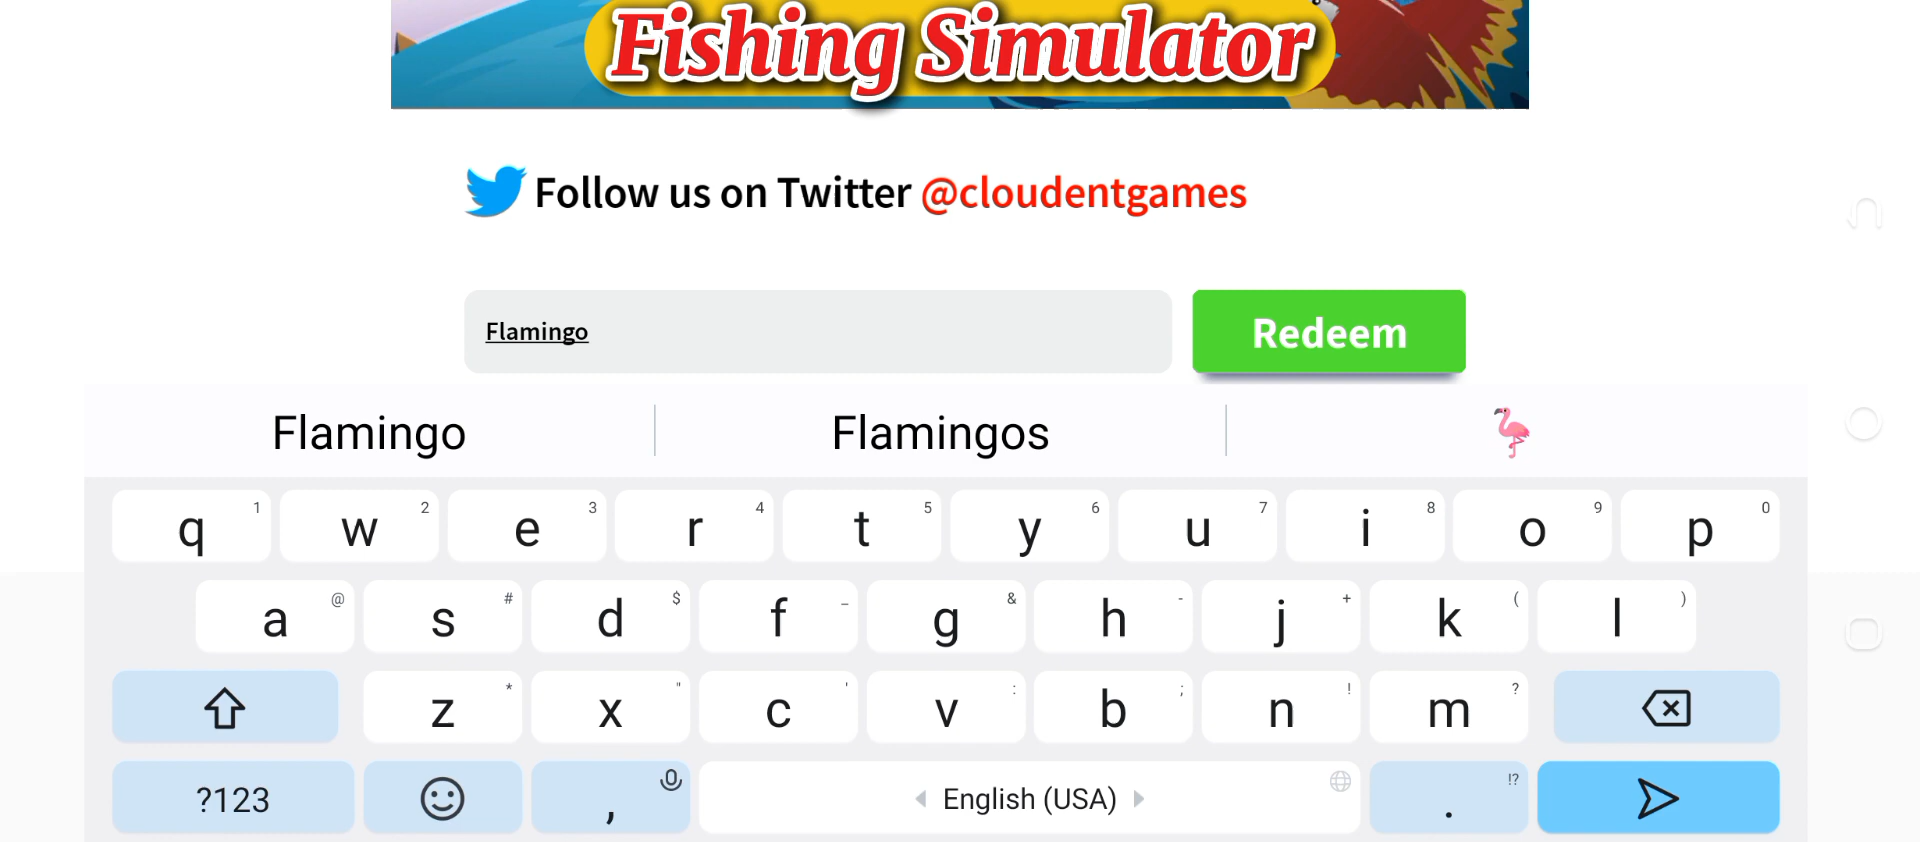 Fishing Simulator
Follow us on Twitter @cloudentgames
Flamingo
Redeem
Flamingo Flamingos
q 1 w 2 e 3 r 4 t 5 y 6 u 7 i 8 o 9 p 0
a @ s # d $ f _ g & h - j + k ( l )
z * x " c ' v : b ; n ! m ?
?123 , English (USA) . !?